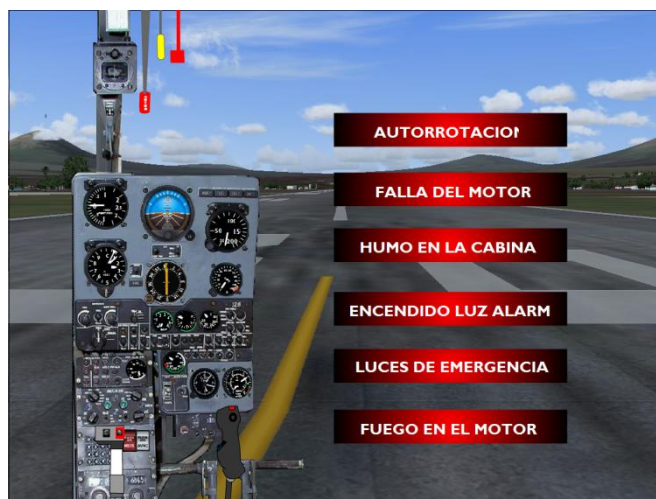 AUTORROTACION
FALLA DEL MOTOR
HUMO EN LA CABINA
ENCENDIDO LUZ ALARM
LUCES DE EMERGENCIA
FUEGO EN EL MOTOR